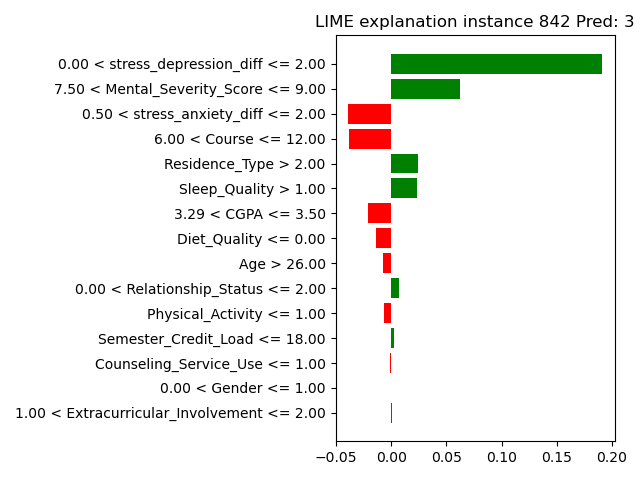 LIME explanation instance 842 Pred: 3
0.00 < stress_depression_diff <= 2.00
7.50 < Mental_Severity_Score <= 9.00
0.50 < stress_anxiety_diff <= 2.00
6.00 < Course <= 12.00
Residence_Type > 2.00
Sleep_Quality > 1.00
3.29 < CGPA <= 3.50
Diet_Quality <= 0.00
Age > 26.00
0.00 < Relationship_Status <= 2.00
Physical_Activity <= 1.00
Semester_Credit_Load <= 18.00
Counseling_Service_Use <= 1.00
0.00 < Gender <= 1.00
1.00 < Extracurricular_Involvement <= 2.00
−0.05 0.00 0.05 0.10 0.15 0.20